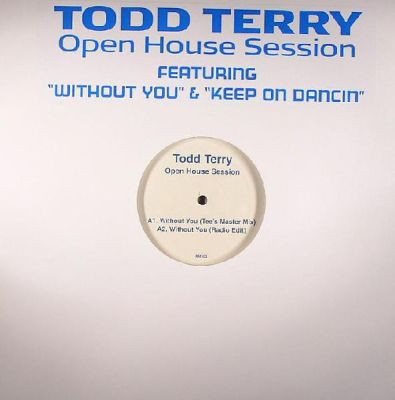 TODD TERRY
Open House Session
FEATURING
"WITHOUT YOU" & "KEEP ON DANCIN"
Todd Terry
Open House Session
A1. Without You (Tee's Master Mix)
A2. Without You (Radio Edit)